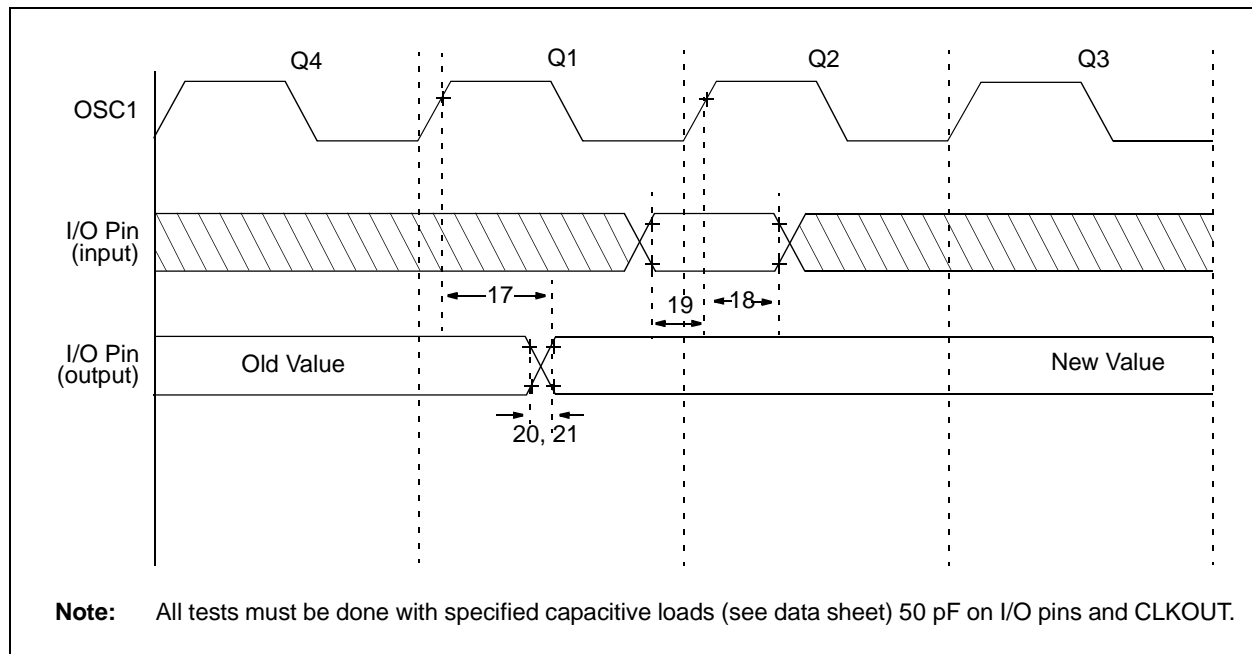 Q4 Q1 Q2 Q3
OSC1
I/O Pin
(input)
17 19 18
I/O Pin
(output)
Old Value New Value
20, 21
Note: All tests must be done with specified capacitive loads (see data sheet) 50 pF on I/O pins and CLKOUT.